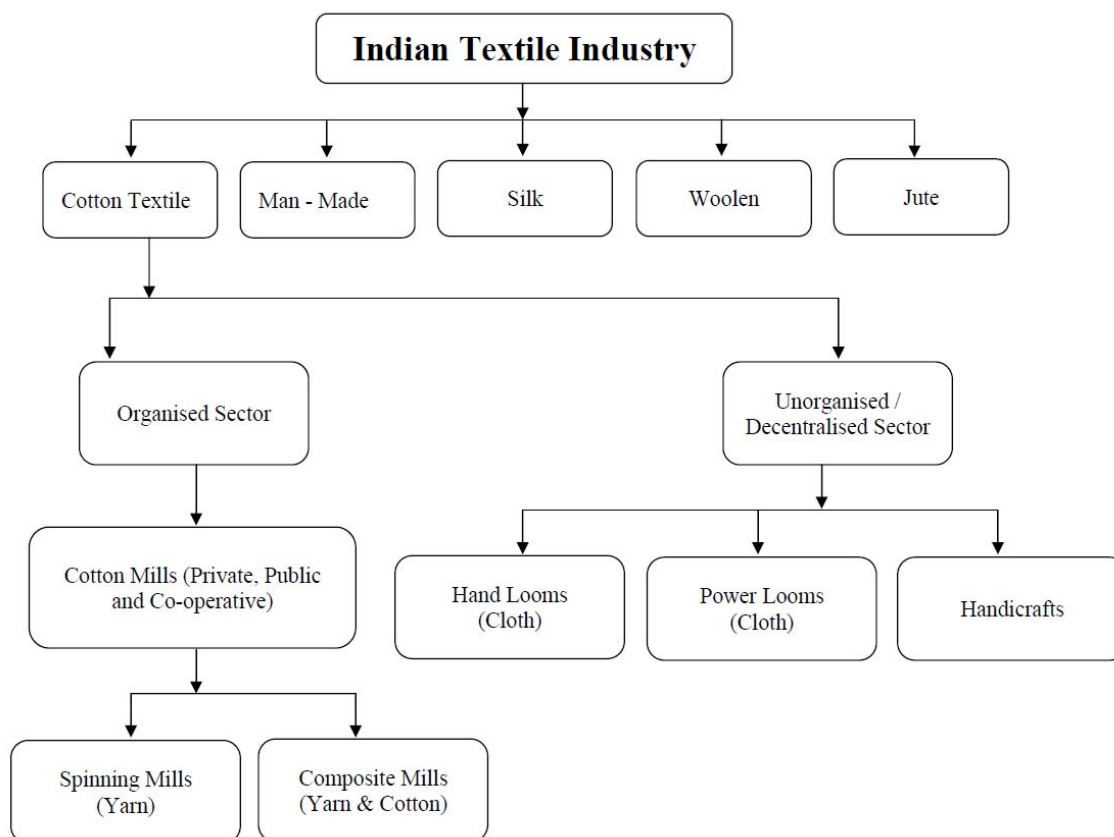 Indian Textile Industry
Cotton Textile
Man - Made
Silk
Woolen
Jute
Organised Sector
Unorganised /
Decentralised Sector
Cotton Mills (Private, Public
and Co-operative)
Hand Looms
(Cloth)
Power Looms
(Cloth)
Handicrafts
Spinning Mills
(Yarn)
Composite Mills
(Yarn & Cotton)